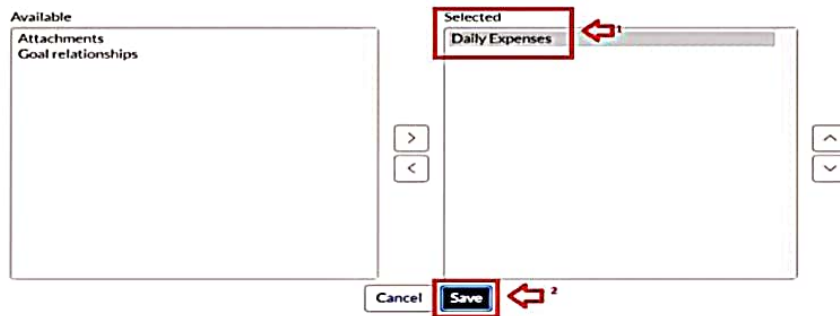 Available
Attachments
Goal relationships
Selected
Daily Expenses
1
>
<
Cancel
Save
2